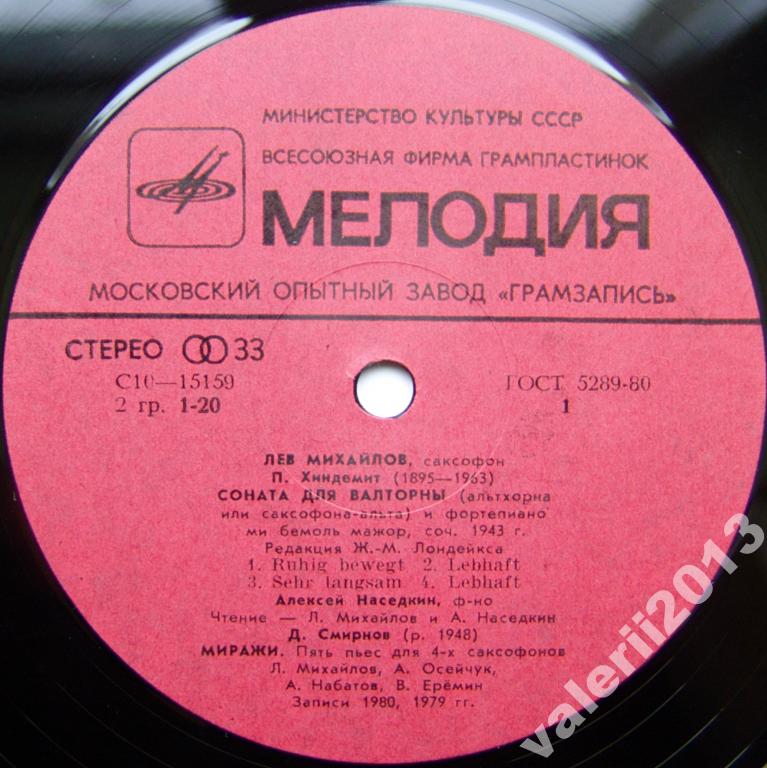 МИНИСТЕРСТВО КУЛЬТУРЫ СССР
ВСЕСОЮЗНАЯ ФИРМА ГРАМПЛАСТИНОК
МЕЛОДИЯ
МОСКОВСКИЙ ОПЫТНЫЙ ЗАВОД «ГРАМЗАПИСЬ»
СТЕРЕО 33
С10—15159 ГОСТ 5289-80
2 гр. 1-20 1
ЛЕВ МИХАЙЛОВ, саксофон
П. Хиндемит (1895—1963)
СОНАТА ДЛЯ ВАЛТОРНЫ (альтхорна
или саксофона-альта) и фортепиано
ми бемоль мажор, соч. 1943 г.
Редакция Ж.-М. Лондейкса
1. Ruhig bewegt 2. Lebhaft
3. Sehr langsam 4. Lebhaft
Алексей Наседкин, ф-но
Чтение — Л. Михайлов и А. Наседкин
Д. Смирнов (р. 1948)
МИРАЖИ. Пять пьес для 4-х саксофонов
Л. Михайлов, А. Осейчук,
А. Набатов, В. Ерёмин
Записи 1980, 1979 гг.
valerii2013